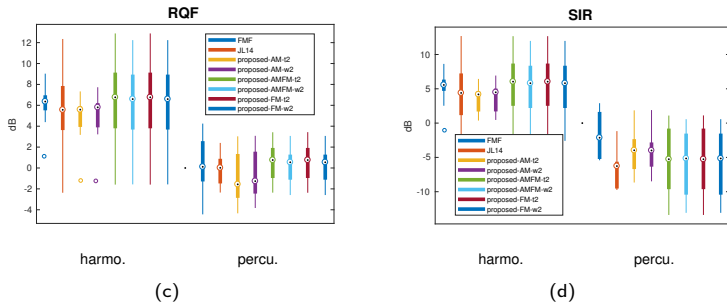 RQF
12
10
8
6
4
2
0
-2
-4
dB
FMF
JL14
proposed-AM-t2
proposed-AM-w2
proposed-AMFM-t2
proposed-AMFM-w2
proposed-FM-t2
proposed-FM-w2
harmo.
percu.
(c)
SIR
10
5
0
-5
-10
dB
FMF
JL14
proposed-AM-t2
proposed-AM-w2
proposed-AMFM-t2
proposed-AMFM-w2
proposed-FM-t2
proposed-FM-w2
harmo.
percu.
(d)